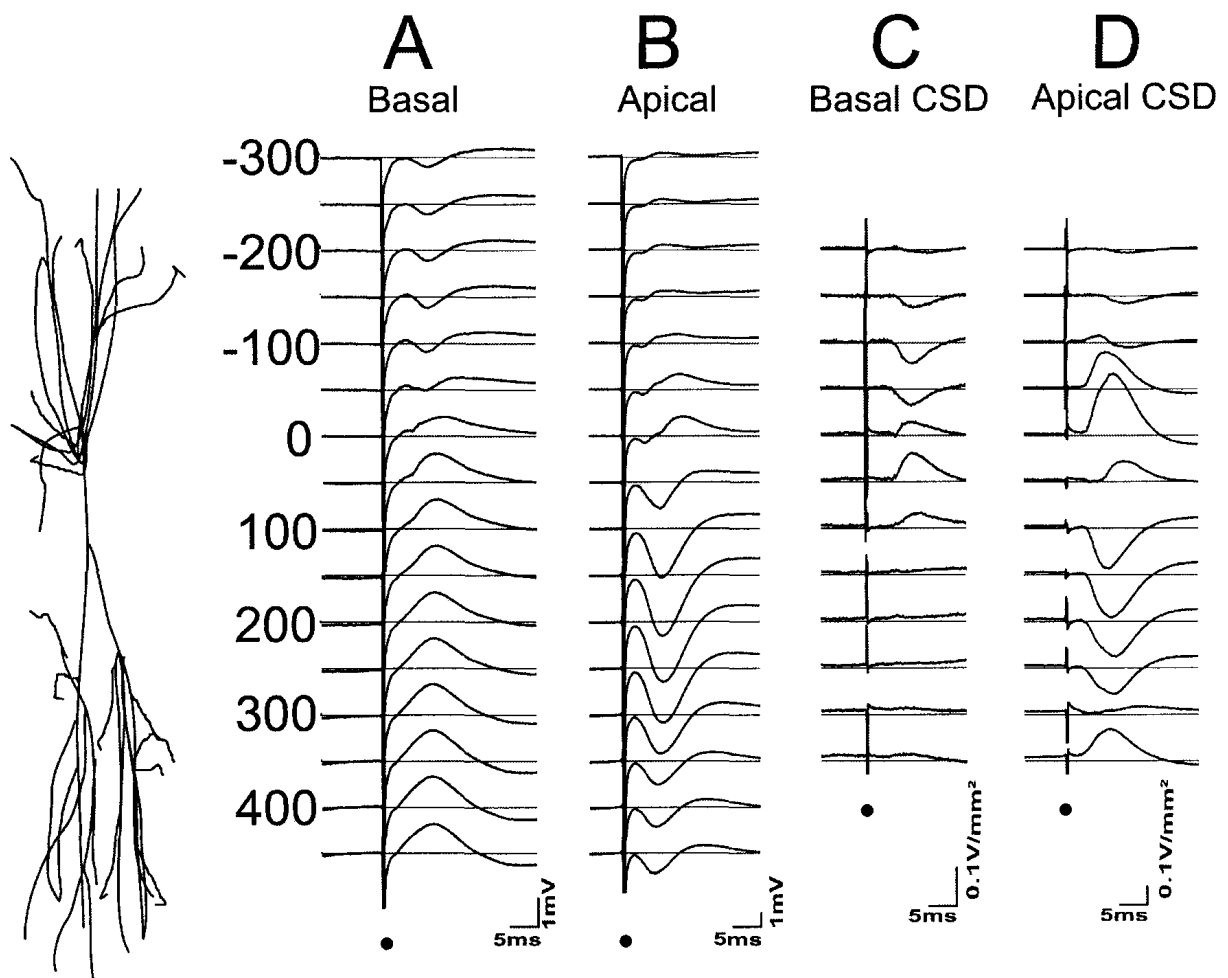 A B C D
Basal Apical Basal CSD Apical CSD
-300
-200
-100
0
100
200
300
400
0.1V/mm² 0.1V/mm²
5ms 5ms
1mV 1mV
5ms 5ms